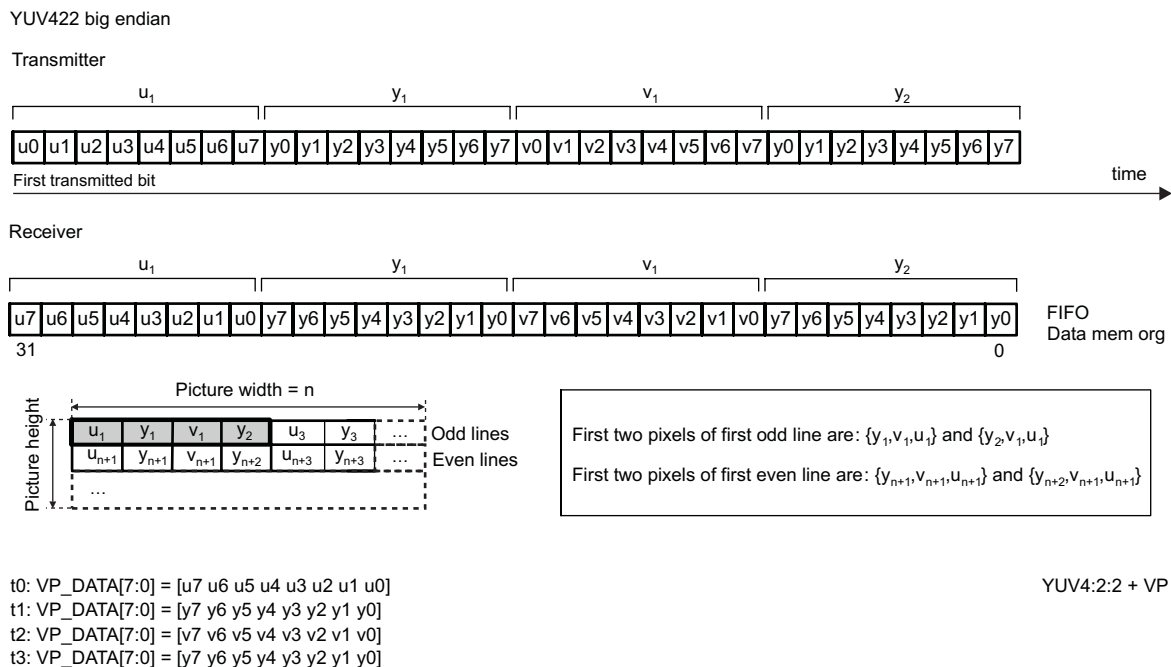 YUV422 big endian
Transmitter
u1 y1 v1 y2
u0 u1 u2 u3 u4 u5 u6 u7 y0 y1 y2 y3 y4 y5 y6 y7 v0 v1 v2 v3 v4 v5 v6 v7 y0 y1 y2 y3 y4 y5 y6 y7
First transmitted bit
time
Receiver
u1 y1 v1 y2
u7 u6 u5 u4 u3 u2 u1 u0 y7 y6 y5 y4 y3 y2 y1 y0 v7 v6 v5 v4 v3 v2 v1 v0 y7 y6 y5 y4 y3 y2 y1 y0
FIFO
Data mem org
31 0
Picture width = n
Picture height
u1 y1 v1 y2 u3 y3 ... Odd lines
un+1 yn+1 vn+1 yn+2 un+3 yn+3 ... Even lines
...
First two pixels of first odd line are: {y1,v1,u1} and {y2,v1,u1}
First two pixels of first even line are: {yn+1,vn+1,un+1} and {yn+2,vn+1,un+1}
t0: VP_DATA[7:0] = [u7 u6 u5 u4 u3 u2 u1 u0]
YUV4:2:2 + VP
t1: VP_DATA[7:0] = [y7 y6 y5 y4 y3 y2 y1 y0]
t2: VP_DATA[7:0] = [v7 v6 v5 v4 v3 v2 v1 v0]
t3: VP_DATA[7:0] = [y7 y6 y5 y4 y3 y2 y1 y0]